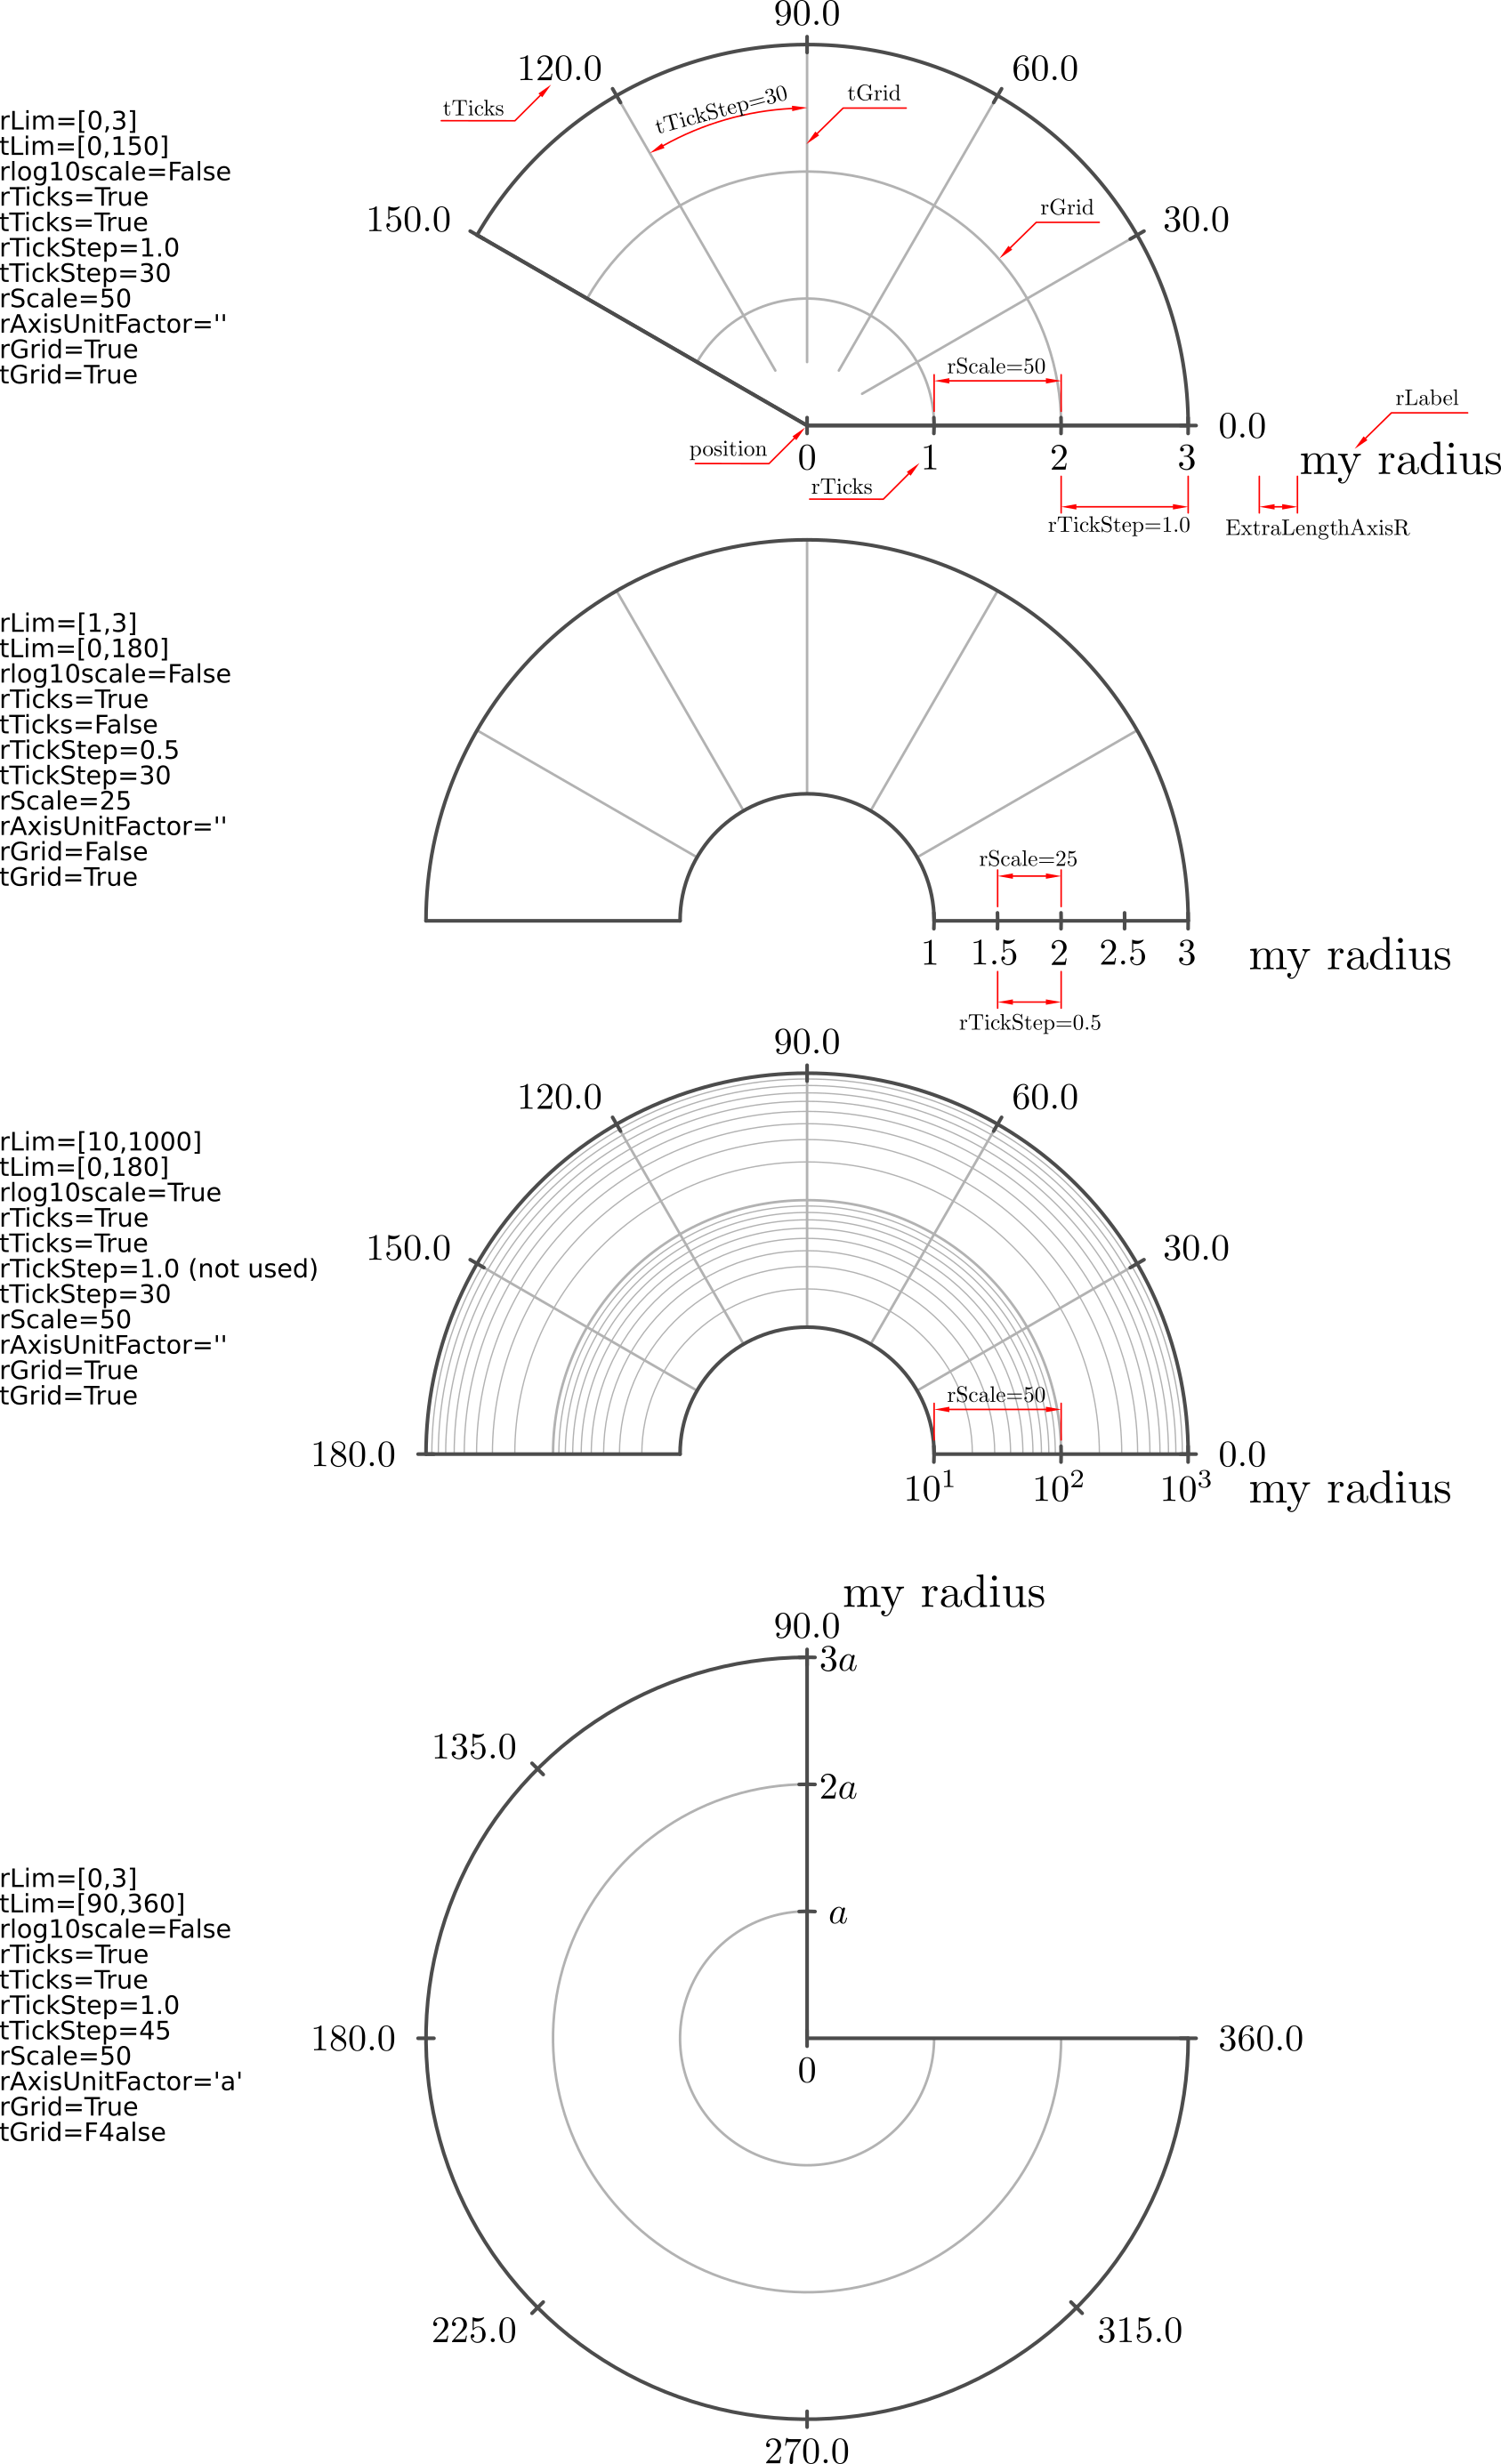 90.0
120.0
60.0
tTicks
tTickStep=30
tGrid
rLim=[0,3]
tLim=[0,150]
rlog10scale=False
rTicks=True
tTicks=True
rTickStep=1.0
tTickStep=30
rScale=50
rAxisUnitFactor=''
rGrid=True
tGrid=True
150.0
rGrid
30.0
rScale=50
rLabel
0.0
position
0
1
2
3
my radius
rTicks
rTickStep=1.0
ExtraLengthAxisR
rLim=[1,3]
tLim=[0,180]
rlog10scale=False
rTicks=True
tTicks=False
rTickStep=0.5
tTickStep=30
rScale=25
rAxisUnitFactor=''
rGrid=False
tGrid=True
rScale=25
1
1.5
2
2.5
3
my radius
rTickStep=0.5
90.0
120.0
60.0
rLim=[10,1000]
tLim=[0,180]
rlog10scale=True
rTicks=True
tTicks=True
rTickStep=1.0 (not used)
tTickStep=30
rScale=50
rAxisUnitFactor=''
rGrid=True
tGrid=True
150.0
30.0
rScale=50
180.0
0.0
10¹
10²
10³
my radius
my radius
90.0
3a
135.0
2a
a
rLim=[0,3]
tLim=[90,360]
rlog10scale=False
rTicks=True
tTicks=True
rTickStep=1.0
tTickStep=45
rScale=50
rAxisUnitFactor='a'
rGrid=True
tGrid=F4alse
180.0
360.0
0
225.0
315.0
270.0